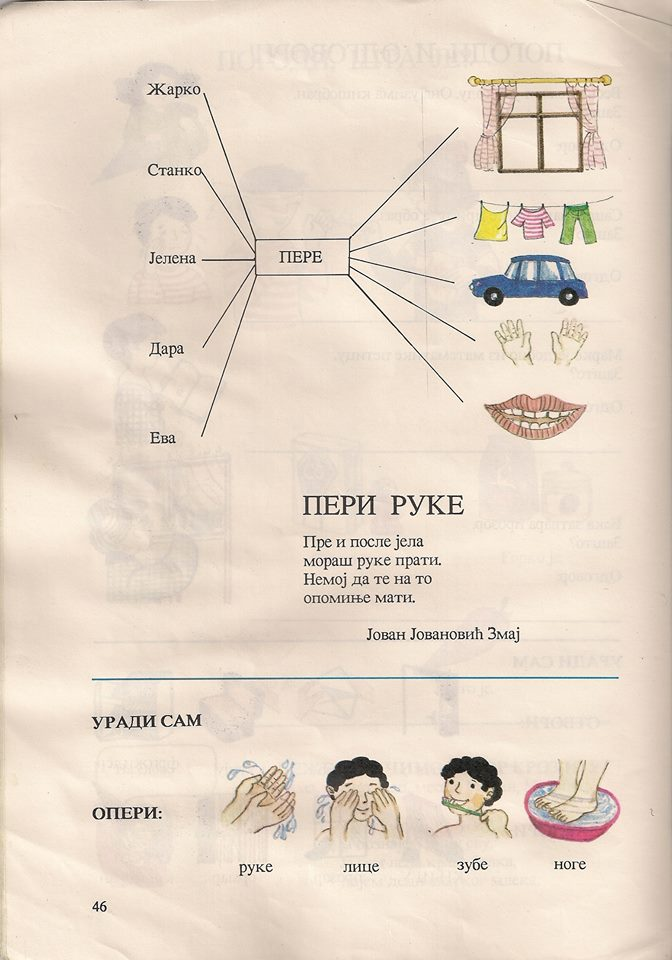 Жарко
Станко
Јелена
ПЕРЕ
Дара
Ева
ПЕРИ РУКЕ
Пре и после јела
мораш руке прати.
Немој да те на то
опомиње мати.
Јован Јовановић Змај
УРАДИ САМ
ОПЕРИ:
руке лице зубе ноге
46